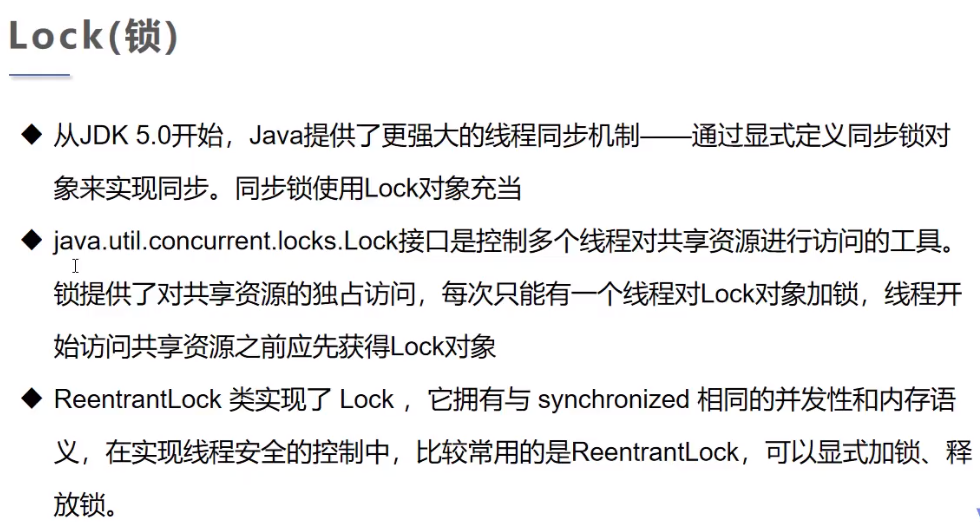 Lock(锁)
◆ 从JDK 5.0开始，Java提供了更强大的线程同步机制——通过显式定义同步锁对
象来实现同步。同步锁使用Lock对象充当
◆ java.util.concurrent.locks.Lock接口是控制多个线程对共享资源进行访问的工具。
锁提供了对共享资源的独占访问，每次只能有一个线程对Lock对象加锁，线程开
始访问共享资源之前应先获得Lock对象
◆ ReentrantLock 类实现了 Lock ，它拥有与 synchronized 相同的并发性和内存语
义，在实现线程安全的控制中，比较常用的是ReentrantLock，可以显式加锁、释
放锁。